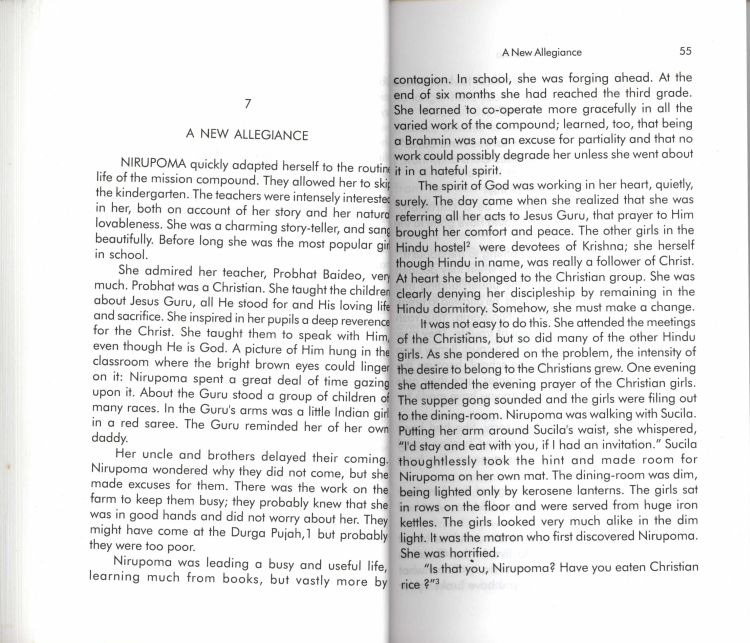 7
A NEW ALLEGIANCE
NIRUPOMA quickly adapted herself to the routine
life of the mission compound. They allowed her to skip
the kindergarten. The teachers were intensely interested
in her, both on account of her story and her natural
lovableness. She was a charming story-teller, and sang
beautifully. Before long she was the most popular girl
in school.
She admired her teacher, Probhat Baideo, very
much. Probhat was a Christian. She taught the children
about Jesus Guru, all He stood for and His loving life
and sacrifice. She inspired in her pupils a deep reverence
for the Christ. She taught them to speak with Him,
even though He is God. A picture of Him hung in the
classroom where the bright brown eyes could linger
on it: Nirupoma spent a great deal of time gazing
upon it. About the Guru stood a group of children of
many races. In the Guru's arms was a little Indian girl
in a red saree. The Guru reminded her of her own
daddy.
Her uncle and brothers delayed their coming.
Nirupoma wondered why they did not come, but she
made excuses for them. There was the work on the
farm to keep them busy; they probably knew that she
was in good hands and did not worry about her. They
might have come at the Durga Pujah,1 but probably
they were too poor.
Nirupoma was leading a busy and useful life,
learning much from books, but vastly more by
A New Allegiance 55
contagion. In school, she was forging ahead. At the
end of six months she had reached the third grade.
She learned to co-operate more gracefully in all the
varied work of the compound; learned, too, that being
a Brahmin was not an excuse for partiality and that no
work could possibly degrade her unless she went about
it in a hateful spirit.
The spirit of God was working in her heart, quietly,
surely. The day came when she realized that she was
referring all her acts to Jesus Guru, that prayer to Him
brought her comfort and peace. The other girls in the
Hindu hostel² were devotees of Krishna; she herself
though Hindu in name, was really a follower of Christ.
At heart she belonged to the Christian group. She was
clearly denying her discipleship by remaining in the
Hindu dormitory. Somehow, she must make a change.
It was not easy to do this. She attended the meetings
of the Christians, but so did many of the other Hindu
girls. As she pondered on the problem, the intensity of
the desire to belong to the Christians grew. One evening
she attended the evening prayer of the Christian girls.
The supper gong sounded and the girls were filing out
to the dining-room. Nirupoma was walking with Sucila.
Putting her arm around Sucila's waist, she whispered,
"I'd stay and eat with you, if I had an invitation." Sucila
thoughtlessly took the hint and made room for
Nirupoma on her own mat. The dining-room was dim,
being lighted only by kerosene lanterns. The girls sat
in rows on the floor and were served from huge iron
kettles. The girls looked very much alike in the dim
light. It was the matron who first discovered Nirupoma.
She was horrified.
"Is that you, Nirupoma? Have you eaten Christian
rice ?"³